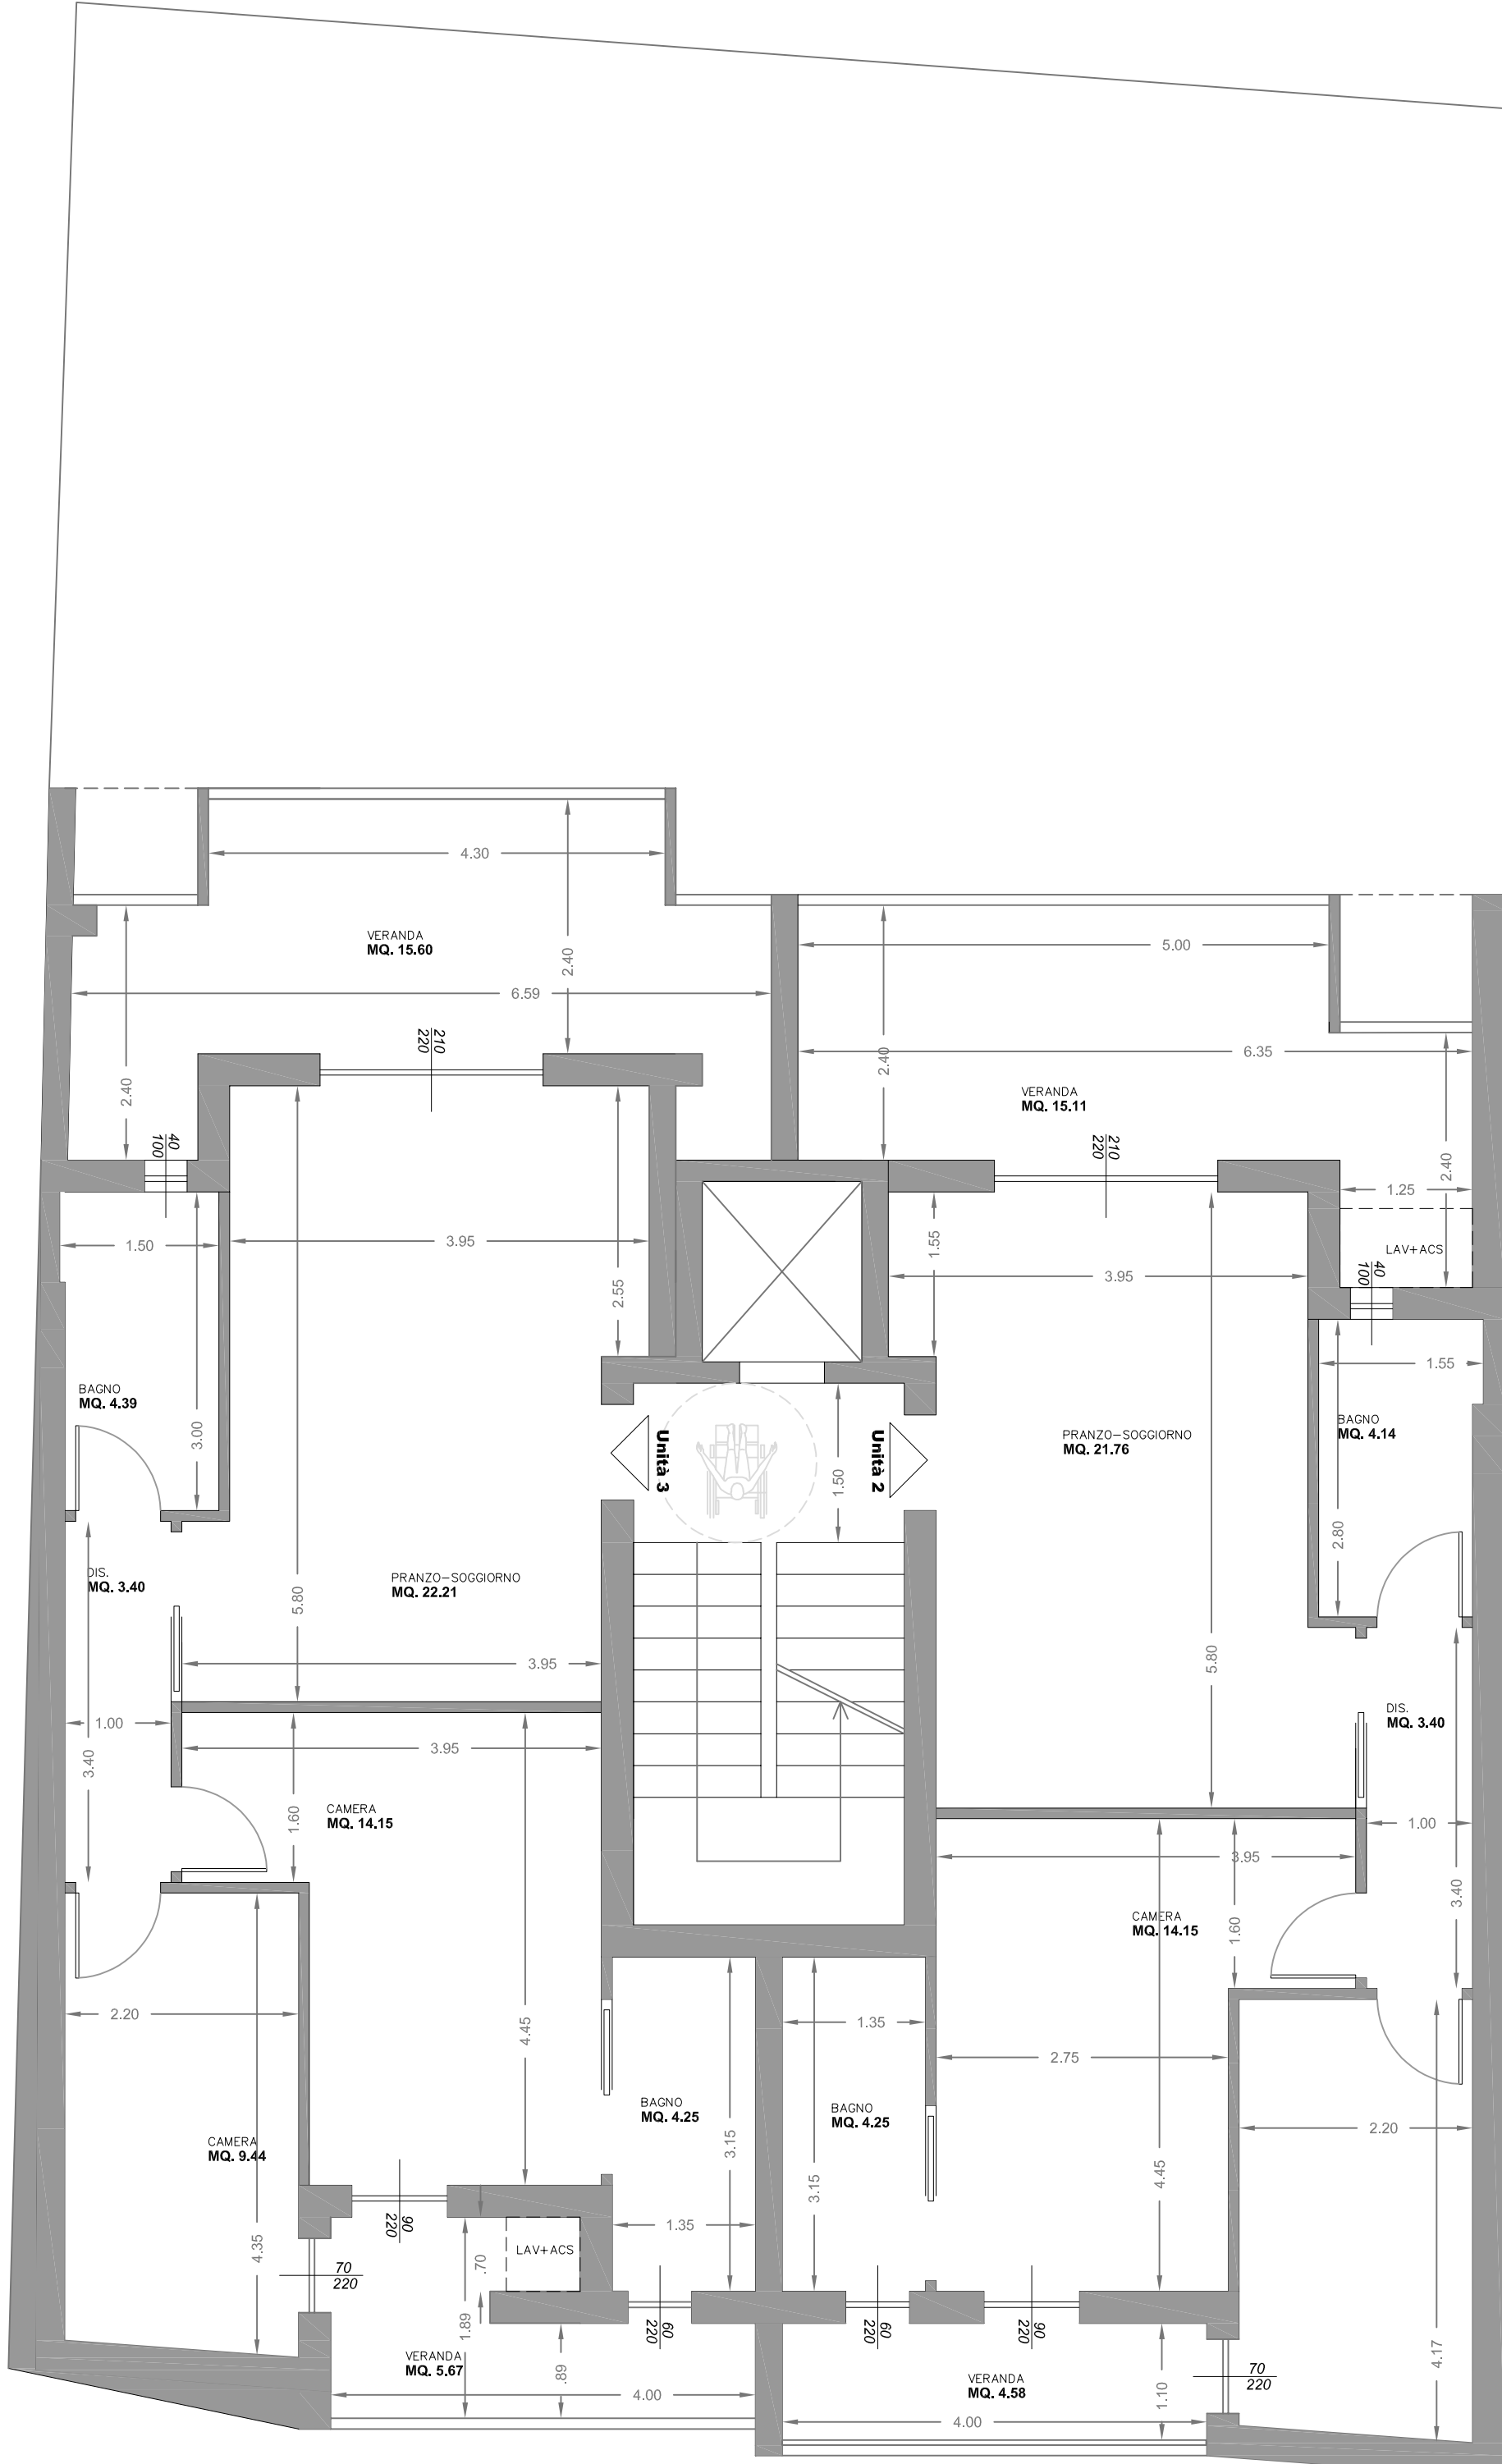 4.30
2.40
VERANDA
MQ. 15.60
6.59
2.40
210
220
40
100
5.00
2.40
6.35
VERANDA
MQ. 15.11
210
220
2.40
1.25
LAV+ACS
40
100
1.50
3.95
2.55
1.55
3.95
1.55
BAGNO
MQ. 4.39
3.00
BAGNO
MQ. 4.14
PRANZO-SOGGIORNO
MQ. 21.76
Unità 3
Unità 2
1.50
2.80
DIS.
MQ. 3.40
PRANZO-SOGGIORNO
MQ. 22.21
5.80
3.95
5.80
1.00
3.40
3.95
DIS.
MQ. 3.40
1.60
CAMERA
MQ. 14.15
1.00
3.95
3.40
CAMERA
MQ. 14.15
1.60
2.20
4.45
1.35
2.75
BAGNO
MQ. 4.25
BAGNO
MQ. 4.25
2.20
CAMERA
MQ. 9.44
3.15
3.15
4.45
90
220
1.35
4.35
LAV+ACS
.70
70
220
1.89
60
220
60
220
90
220
VERANDA
MQ. 5.67
.89
4.00
VERANDA
MQ. 4.58
1.10
70
220
4.17
4.00